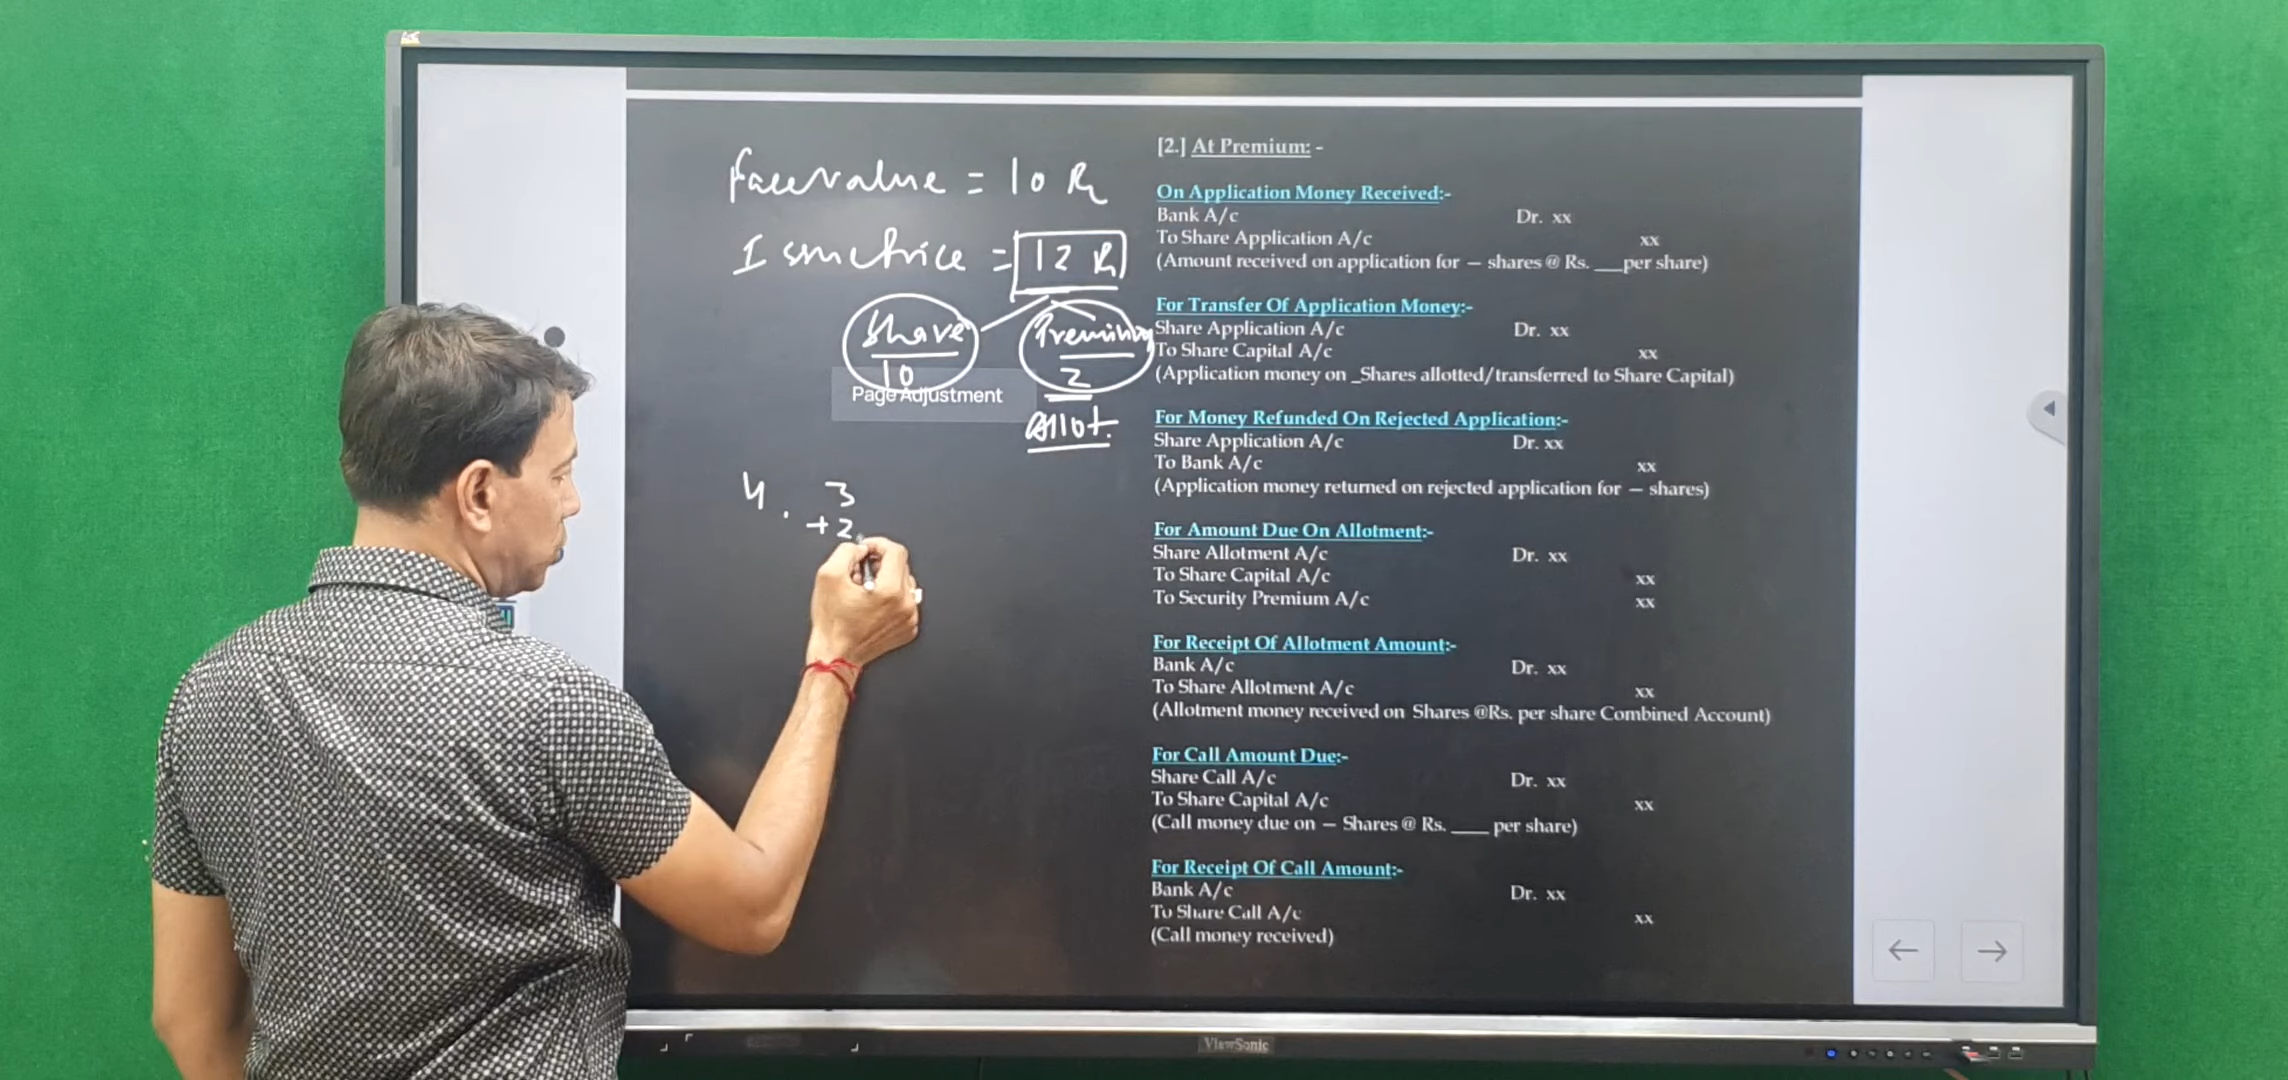 Facevalue = 10 R
Issueprice = 12 R
Share
10
Premium
2
Allot.
Page Adjustment
4. 3
+2
[2.] At Premium: -
On Application Money Received:-
Bank A/c Dr. xx
To Share Application A/c xx
(Amount received on application for – shares @ Rs. ___per share)
For Transfer Of Application Money:-
Share Application A/c Dr. xx
To Share Capital A/c xx
(Application money on _Shares allotted/transferred to Share Capital)
For Money Refunded On Rejected Application:-
Share Application A/c Dr. xx
To Bank A/c xx
(Application money returned on rejected application for – shares)
For Amount Due On Allotment:-
Share Allotment A/c Dr. xx
To Share Capital A/c xx
To Security Premium A/c xx
For Receipt Of Allotment Amount:-
Bank A/c Dr. xx
To Share Allotment A/c xx
(Allotment money received on Shares @Rs. per share Combined Account)
For Call Amount Due:-
Share Call A/c Dr. xx
To Share Capital A/c xx
(Call money due on – Shares @ Rs. ____ per share)
For Receipt Of Call Amount:-
Bank A/c Dr. xx
To Share Call A/c xx
(Call money received)
ViewSonic